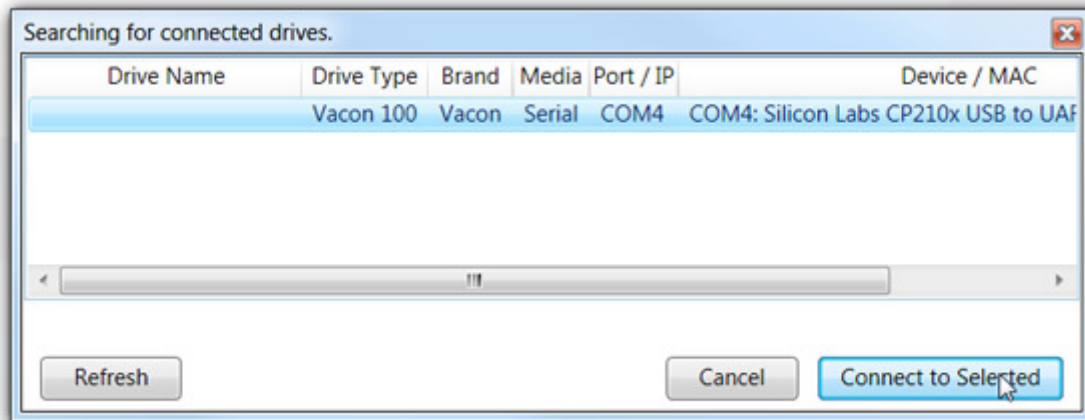 Searching for connected drives.
Drive Name Drive Type Brand Media Port / IP Device / MAC
Vacon 100 Vacon Serial COM4 COM4: Silicon Labs CP210x USB to
Refresh Cancel Connect to Selected